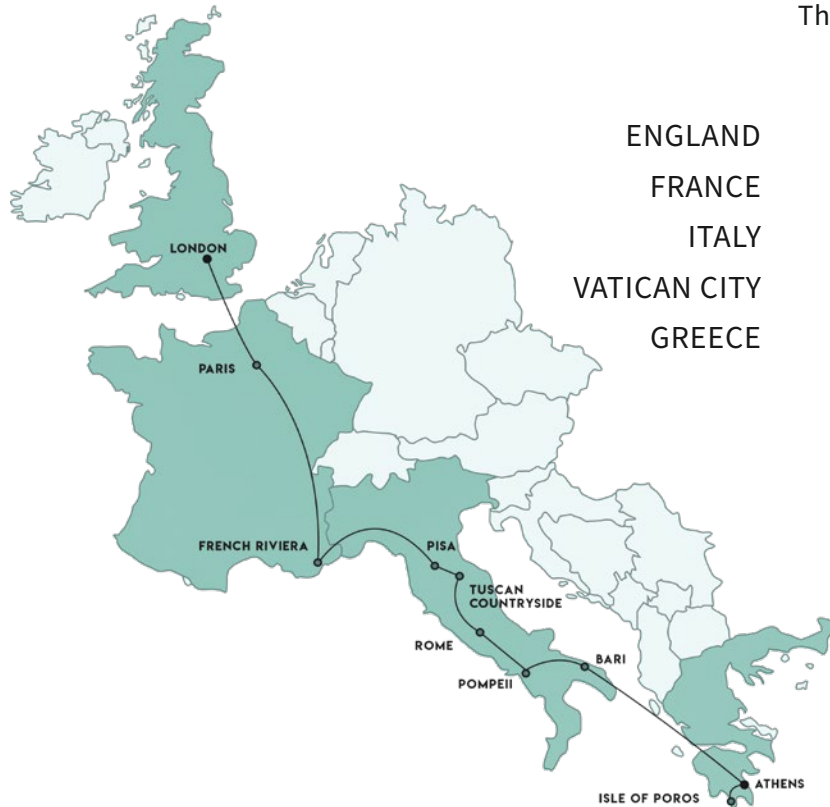 Th
ENGLAND
FRANCE
ITALY
VATICAN CITY
GREECE
LONDON
PARIS
FRENCH RIVIERA
PISA
TUSCAN
COUNTRYSIDE
ROME
BARI
POMPEII
ATHENS
ISLE OF POROS